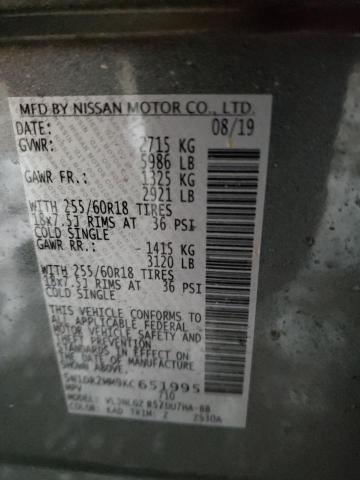 MFD BY NISSAN MOTOR CO., LTD.
DATE: 08/19
GVWR: 2715 KG
5986 LB
GAWR FR.: 1325 KG
2921 LB
WITH 255/60R18 TIRES
18x7.5J RIMS AT 36 PSI
COLD SINGLE
GAWR RR.: 1415 KG
3120 LB
WITH 255/60R18 TIRES
18x7.5J RIMS AT 36 PSI
COLD SINGLE
THIS VEHICLE CONFORMS TO
ALL APPLICABLE FEDERAL
MOTOR VEHICLE SAFETY AND
THEFT PREVENTION
STANDARDS IN EFFECT ON
THE DATE OF MANUFACTURE
SHOWN ABOVE.
5N1DR2MM9KC651995
MPV 710
MODEL:
COLOR: KAD TRIM: Z